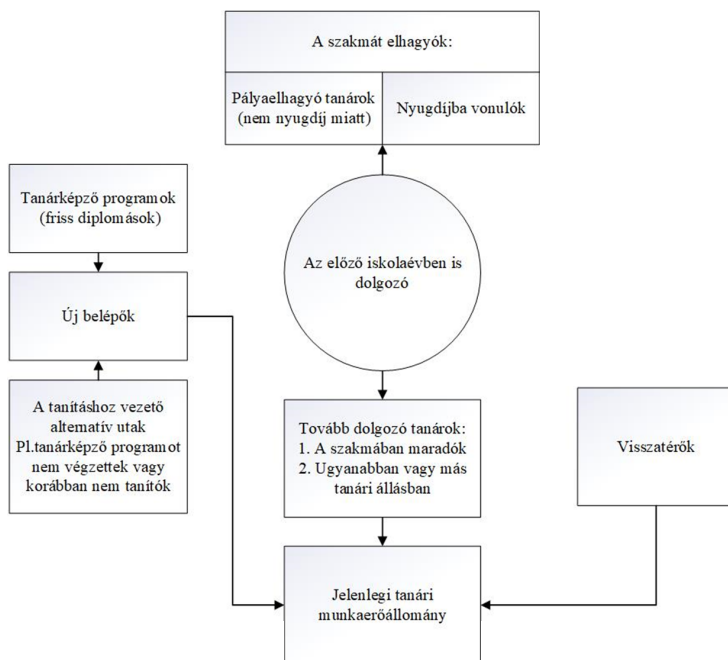 A szakmát elhagyók:
Pályaelhagyó tanárok
(nem nyugdíj miatt)
Nyugdíjba vonulók
Tanárképző programok
(friss diplomások)
Az előző iskolaévben is
dolgozó
Új belépők
A tanításhoz vezető
alternatív utak
Pl.tanárképző programot
nem végzettek vagy
korábban nem tanítók
Tovább dolgozó tanárok:
1. A szakmában maradók
2. Ugyanabban vagy más
tanári állásban
Visszatérők
Jelenlegi tanári
munkaerőállomány